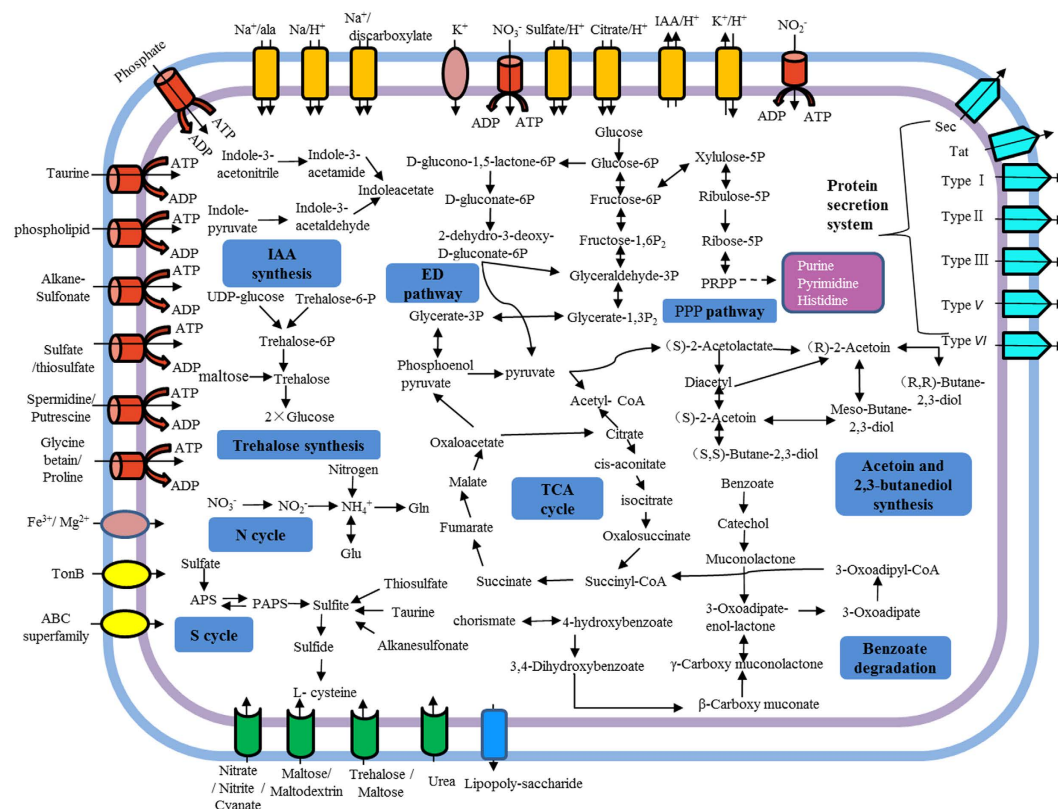 Na⁺/ala
Na/H⁺
Na⁺/
discarboxylate
K⁺
NO₃⁻
Sulfate/H⁺
Citrate/H⁺
IAA/H⁺
K⁺/H⁺
NO₂⁻
Phosphate
ATP
ADP
ADP
ATP
ADP
ATP
Sec
Tat
Type I
Type II
Type III
Type V
Type VI
Protein
secretion
system
Taurine
ATP
ADP
phospholipid
ATP
ADP
Alkane-
Sulfonate
ATP
ADP
Sulfate
/thiosulfate
ATP
ADP
Spermidine/
Putrescine
ATP
ADP
Glycine
betain/
Proline
ATP
ADP
Fe³⁺/ Mg²⁺
TonB
ABC
superfamily
Indole-3-
acetonitrile
Indole-3-
acetamide
Indoleacetate
Indole-
pyruvate
Indole-3-
acetaldehyde
IAA
synthesis
UDP-glucose
Trehalose-6-P
Trehalose-6P
maltose
Trehalose
2×Glucose
Trehalose synthesis
Nitrogen
NO₃⁻
NO₂⁻
NH₄⁺
Gln
Glu
N cycle
Sulfate
APS
PAPS
Sulfite
Thiosulfate
Taurine
Alkanesulfonate
S cycle
Sulfide
L- cysteine
Glucose
D-glucono-1,5-lactone-6P
Glucose-6P
Xylulose-5P
D-gluconate-6P
Fructose-6P
Ribulose-5P
2-dehydro-3-deoxy-
D-gluconate-6P
Fructose-1,6P₂
Ribose-5P
ED
pathway
Glyceraldehyde-3P
PRPP
Purine
Pyrimidine
Histidine
Glycerate-3P
Glycerate-1,3P₂
PPP pathway
Phosphoenol
pyruvate
pyruvate
(S)-2-Acetolactate
(R)-2-Acetoin
Diacetyl
(R,R)-Butane-
2,3-diol
Acetyl- CoA
(S)-2-Acetoin
Meso-Butane-
2,3-diol
(S,S)-Butane-2,3-diol
Acetoin and
2,3-butanediol
synthesis
Oxaloacetate
Citrate
cis-aconitate
Malate
isocitrate
TCA
cycle
Fumarate
Oxalosuccinate
Succinate
Succinyl-CoA
Benzoate
Catechol
Muconolactone
3-Oxoadipyl-CoA
3-Oxoadipate-
enol-lactone
3-Oxoadipate
chorismate
4-hydroxybenzoate
3,4-Dihydroxybenzoate
γ-Carboxy muconolactone
β-Carboxy muconate
Benzoate
degradation
Nitrate
/ Nitrite /
Cyanate
Maltose/
Maltodextrin
Trehalose /
Maltose
Urea
Lipopoly-saccharide